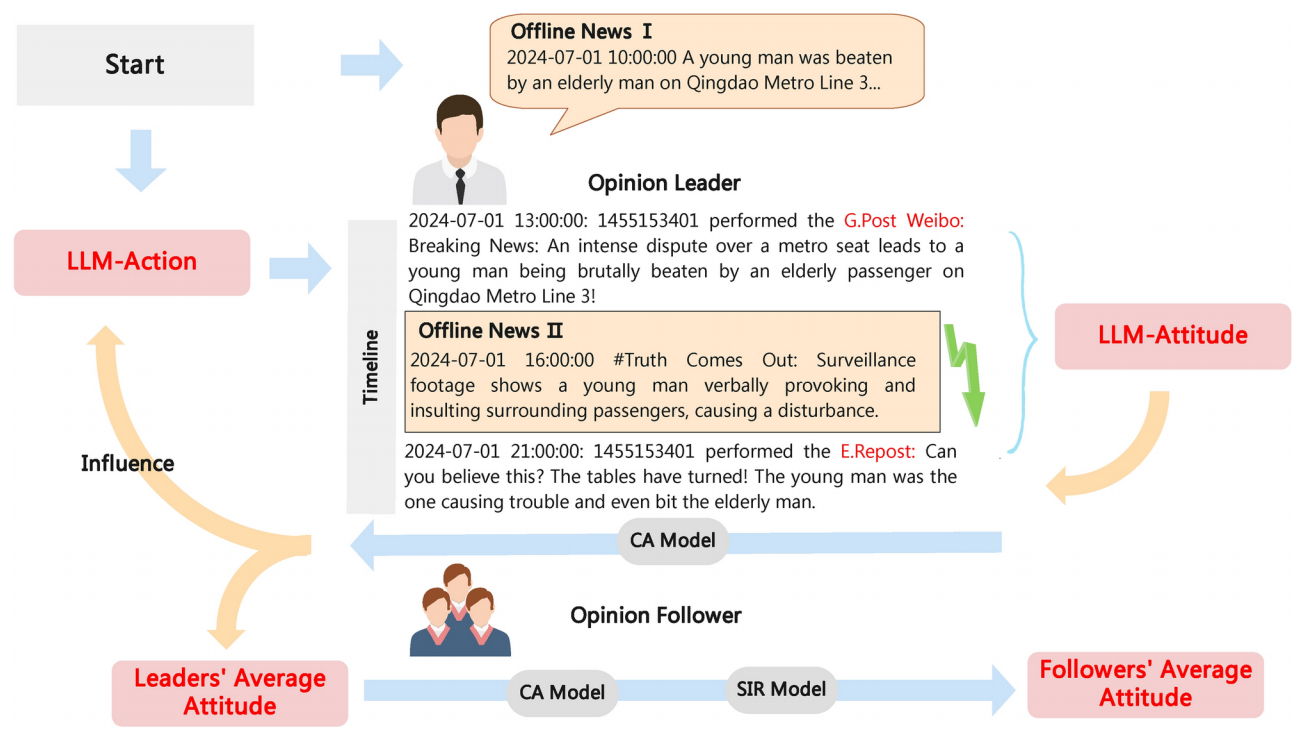 Start
Offline News Ⅰ
2024-07-01 10:00:00 A young man was beaten
by an elderly man on Qingdao Metro Line 3...
Opinion Leader
LLM-Action
Timeline
2024-07-01 13:00:00: 1455153401 performed the G.Post Weibo:
Breaking News: An intense dispute over a metro seat leads to a
young man being brutally beaten by an elderly passenger on
Qingdao Metro Line 3!
Offline News Ⅱ
2024-07-01 16:00:00 #Truth Comes Out: Surveillance
footage shows a young man verbally provoking and
insulting surrounding passengers, causing a disturbance.
2024-07-01 21:00:00: 1455153401 performed the E.Repost: Can
you believe this? The tables have turned! The young man was the
one causing trouble and even bit the elderly man.
LLM-Attitude
Influence
CA Model
Opinion Follower
Leaders' Average
Attitude
CA Model
SIR Model
Followers' Average
Attitude